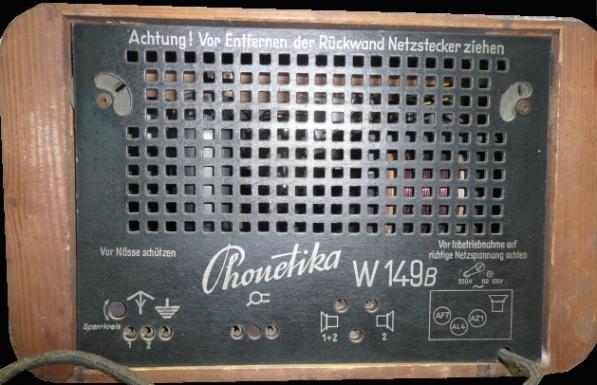 Achtung! Vor Entfernen der Rückwand Netzstecker ziehen
Vor Nässe schützen
Phonetika W 149B
Vor Inbetriebnahme auf
richtige Netzspannung achten
220V ~ 110 125V
Sperrkreis
1 2
1+2
2
AF7
AL4
AZ1